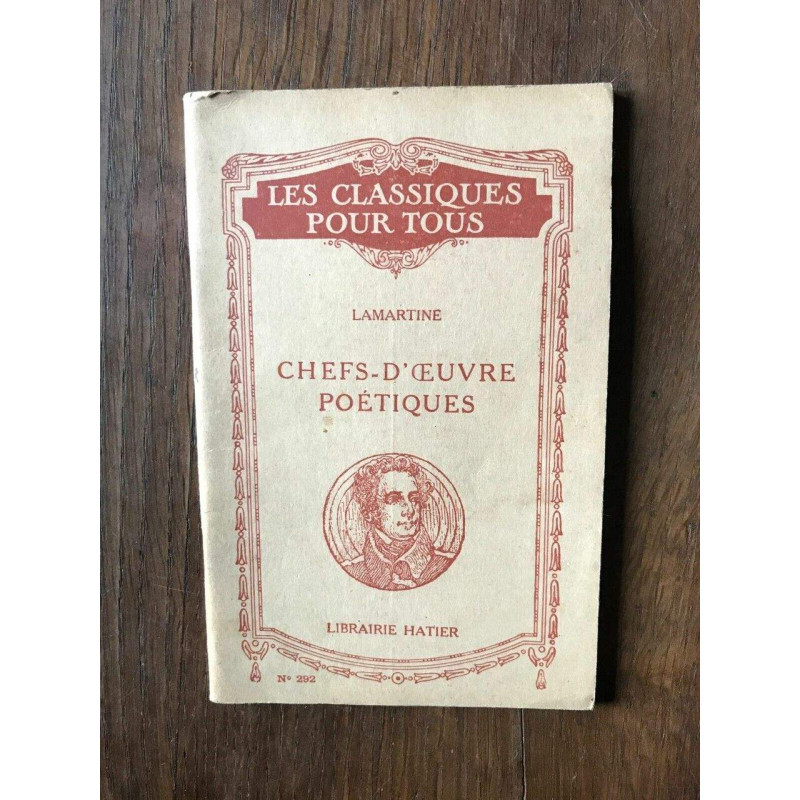 LES CLASSIQUES
POUR TOUS
LAMARTINE
CHEFS-D'ŒUVRE
POÉTIQUES
LIBRAIRIE HATIER
N° 292